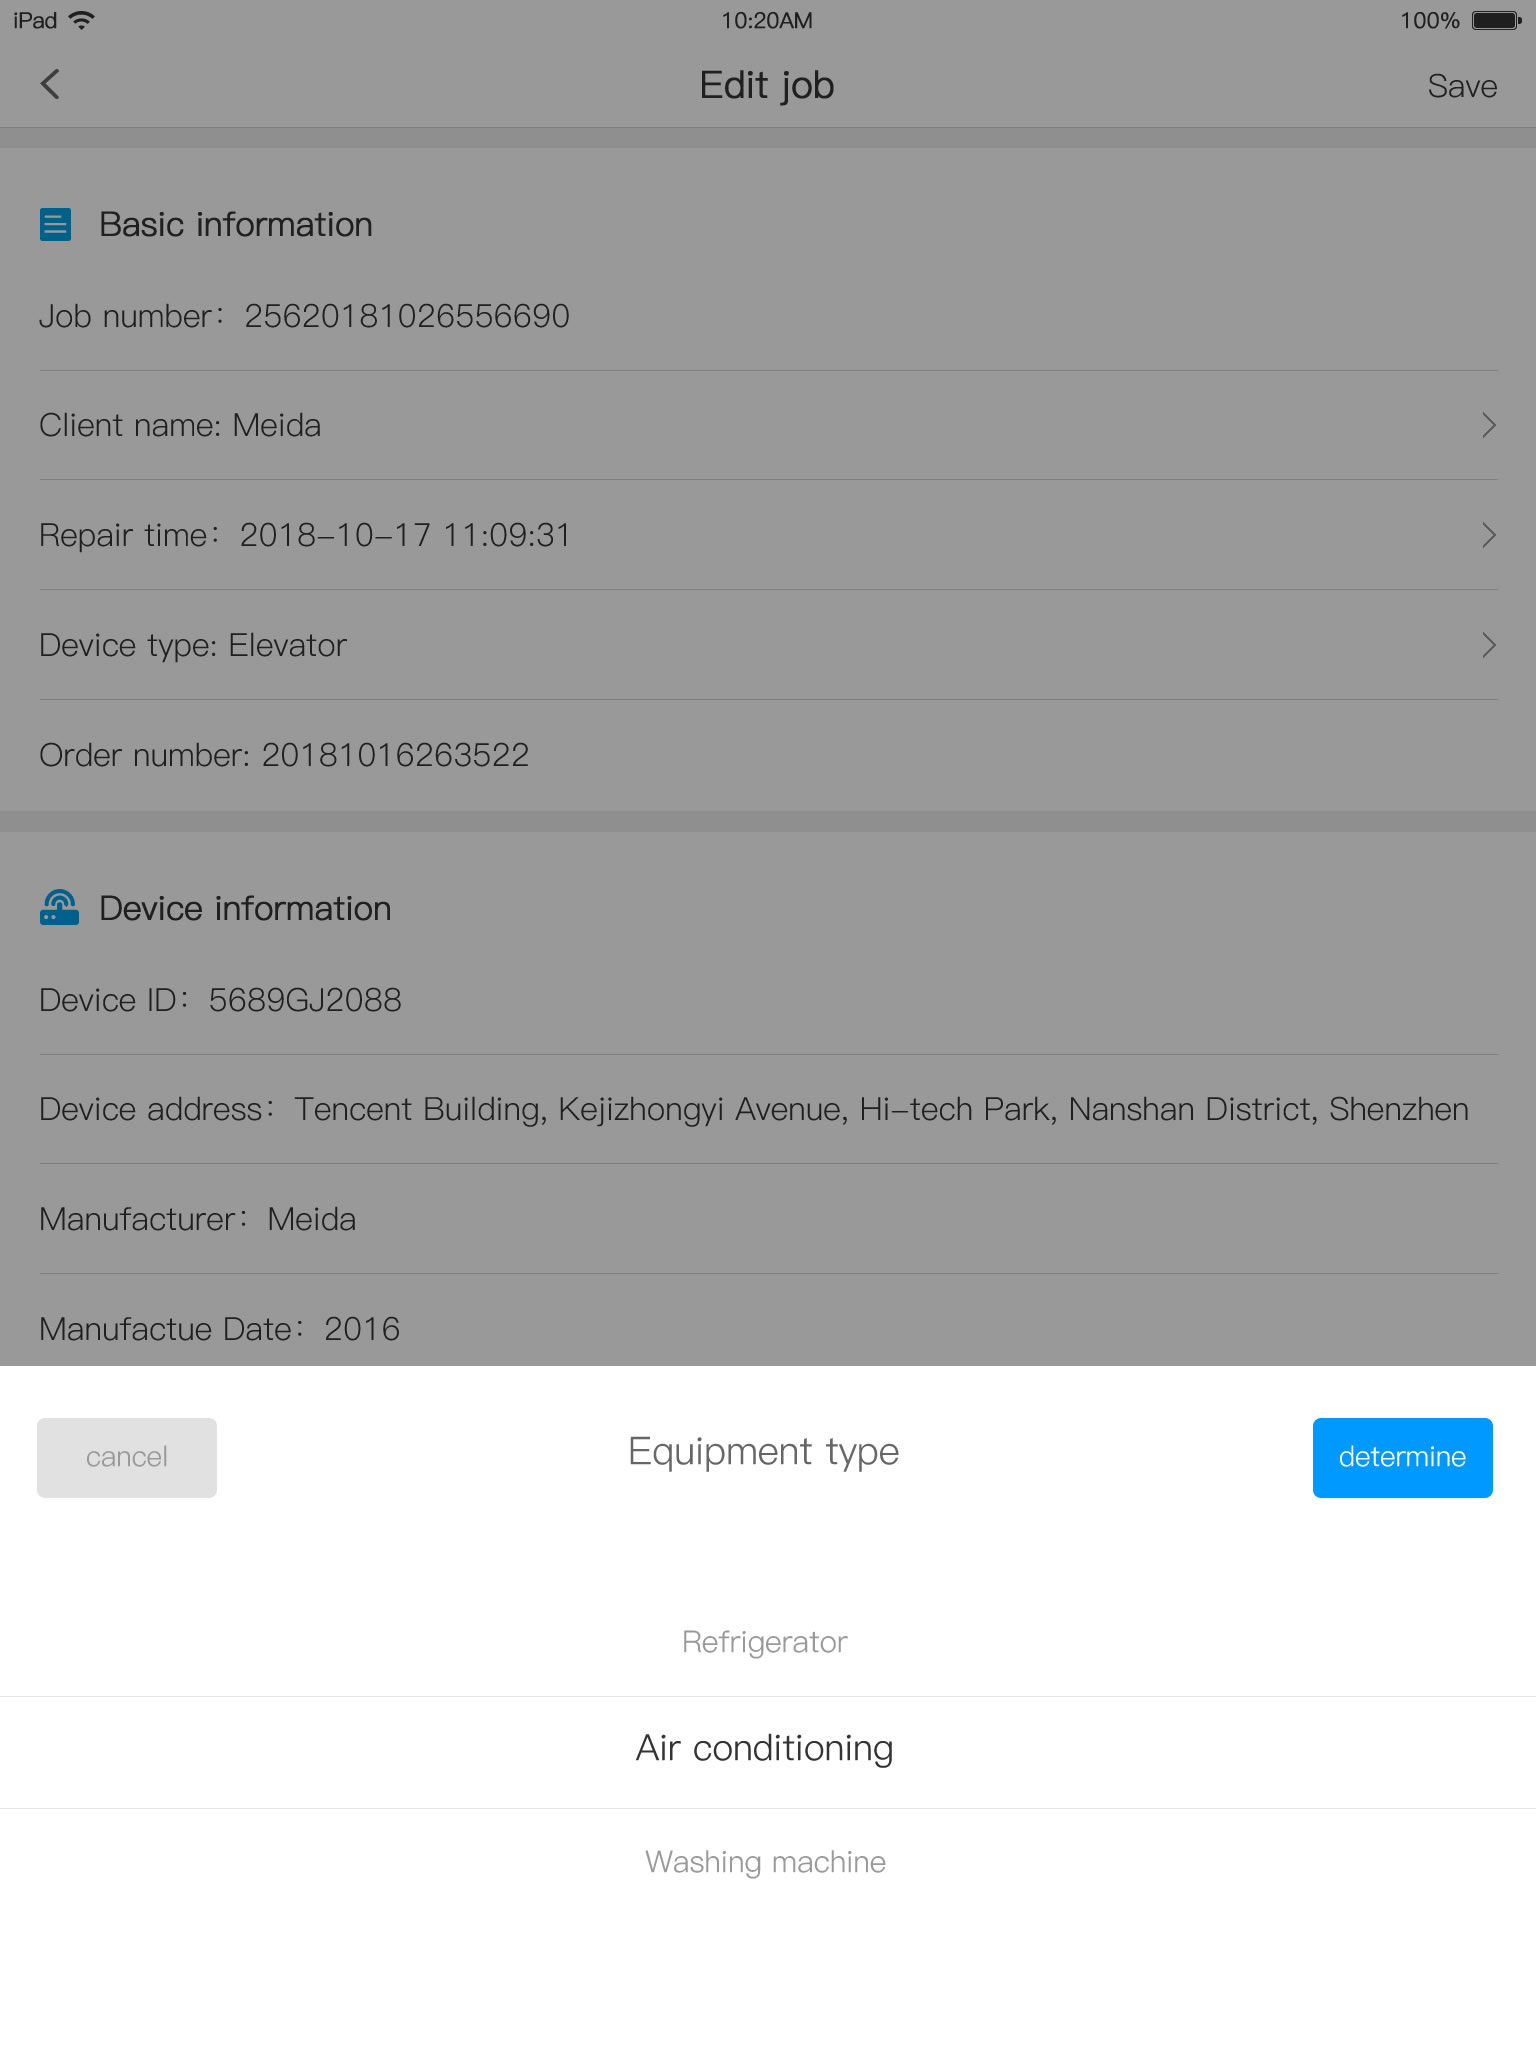 iPad 10:20AM 100%
Edit job Save
Basic information
Job number：25620181026556690
Client name: Meida
Repair time：2018-10-17 11:09:31
Device type: Elevator
Order number: 20181016263522
Device information
Device ID：5689GJ2088
Device address：Tencent Building, Kejizhongyi Avenue, Hi-tech Park, Nanshan District, Shenzhen
Manufacturer：Meida
Manufactue Date：2016
cancel Equipment type determine
Refrigerator
Air conditioning
Washing machine